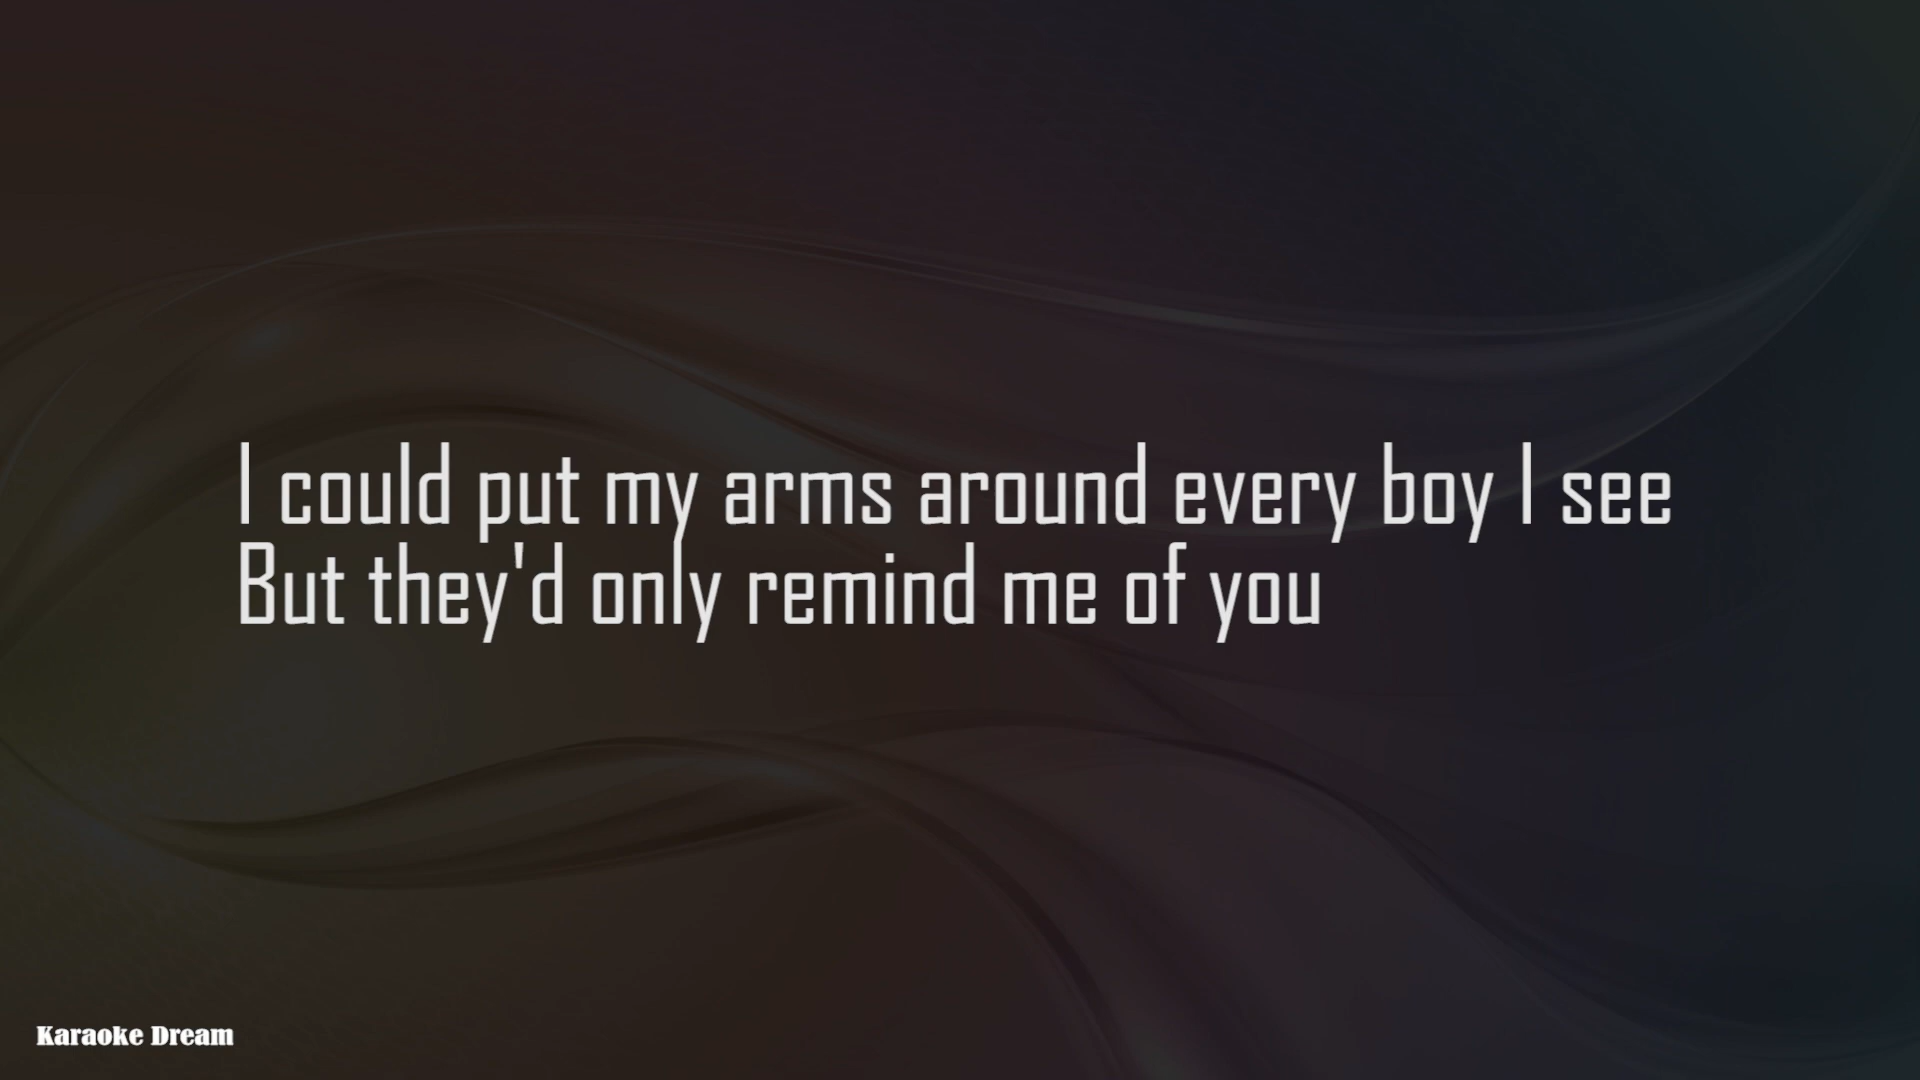 I could put my arms around every boy I see
But they'd only remind me of you
Karaoke Dream